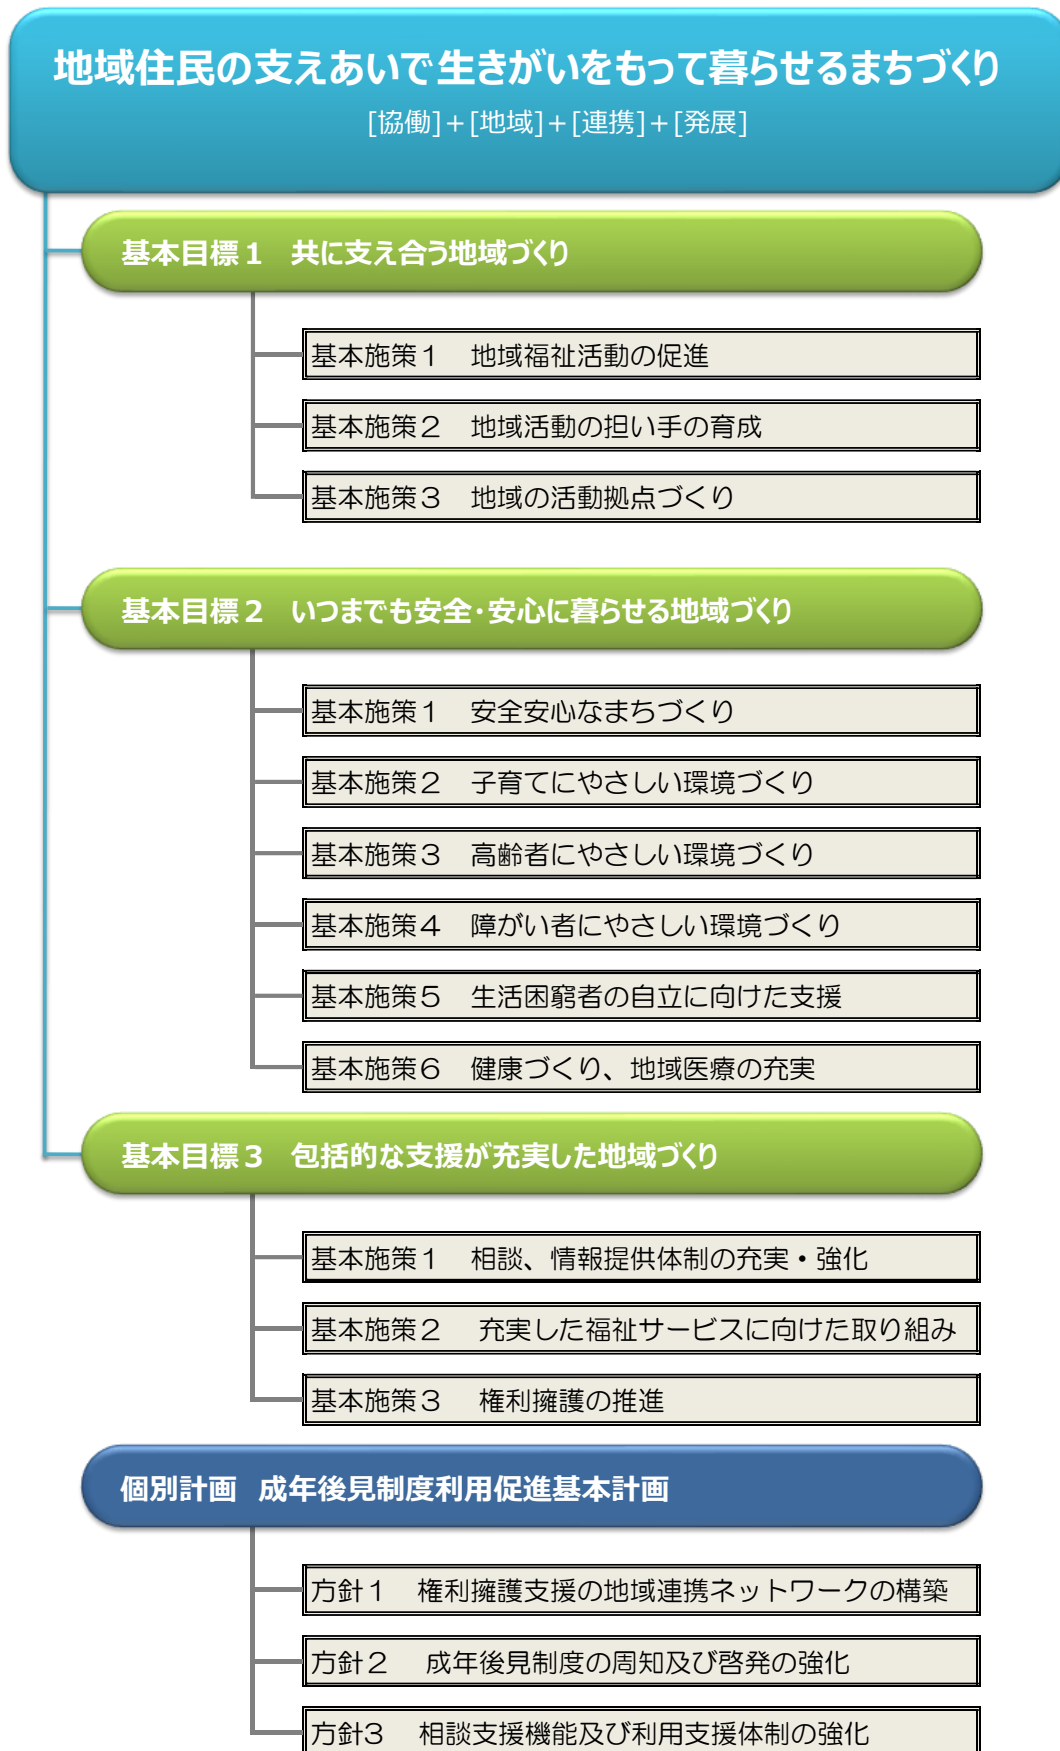 地域住民の支えあいで生きがいをもって暮らせるまちづくり
[協働]＋[地域]＋[連携]＋[発展]
基本目標１　共に支え合う地域づくり
基本施策１　地域福祉活動の促進
基本施策２　地域活動の担い手の育成
基本施策３　地域の活動拠点づくり
基本目標２　いつまでも安全・安心に暮らせる地域づくり
基本施策１　安全安心なまちづくり
基本施策２　子育てにやさしい環境づくり
基本施策３　高齢者にやさしい環境づくり
基本施策４　障がい者にやさしい環境づくり
基本施策５　生活困窮者の自立に向けた支援
基本施策６　健康づくり、地域医療の充実
基本目標３　包括的な支援が充実した地域づくり
基本施策１　相談、情報提供体制の充実・強化
基本施策２　充実した福祉サービスに向けた取り組み
基本施策３　権利擁護の推進
個別計画　成年後見制度利用促進基本計画
方針１　権利擁護支援の地域連携ネットワークの構築
方針２　成年後見制度の周知及び啓発の強化
方針3　相談支援機能及び利用支援体制の強化